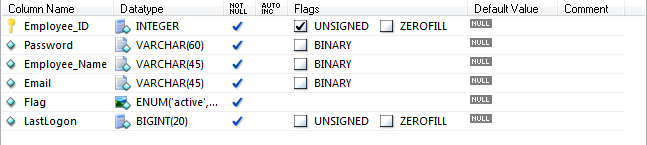 Column Name Datatype NOT NULL AUTO INC Flags Default Value Comment
Employee_ID INTEGER UNSIGNED ZEROFILL NULL
Password VARCHAR(60) BINARY NULL
Employee_Name VARCHAR(45) BINARY NULL
Email VARCHAR(45) BINARY NULL
Flag ENUM('active',... NULL
LastLogon BIGINT(20) UNSIGNED ZEROFILL NULL